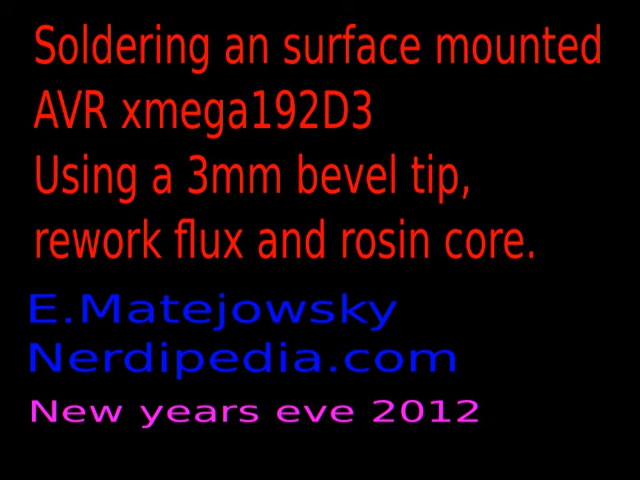 Soldering an surface mounted
AVR xmega192D3
Using a 3mm bevel tip,
rework flux and rosin core.
E.Matejowsky
Nerdipedia.com
New years eve 2012